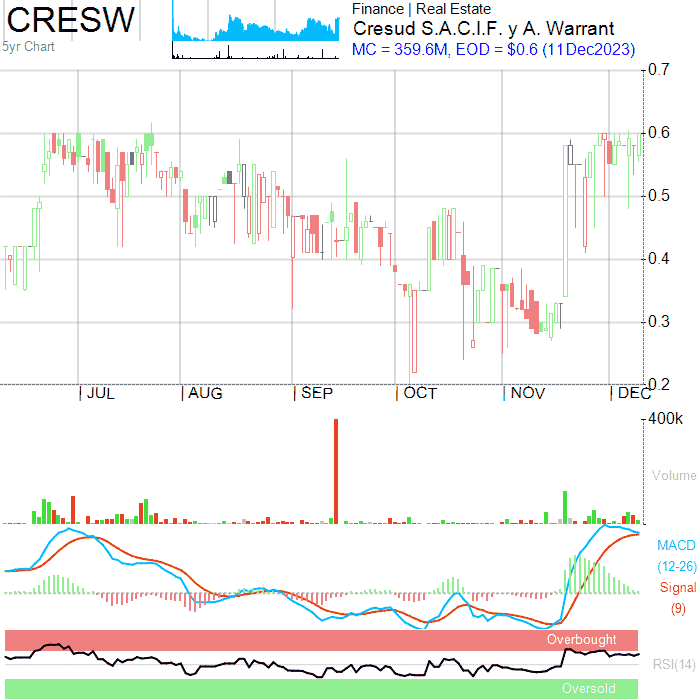 CRESW
5yr Chart
Finance | Real Estate
Cresud S.A.C.I.F. y A. Warrant
MC = 359.6M, EOD = $0.6 (11Dec2023)
0.7
0.6
0.5
0.4
0.3
0.2
| JUL | AUG | SEP | OCT | NOV | DEC
400k
Volume
MACD
(12-26)
Signal
(9)
Overbought
RSI(14)
Oversold